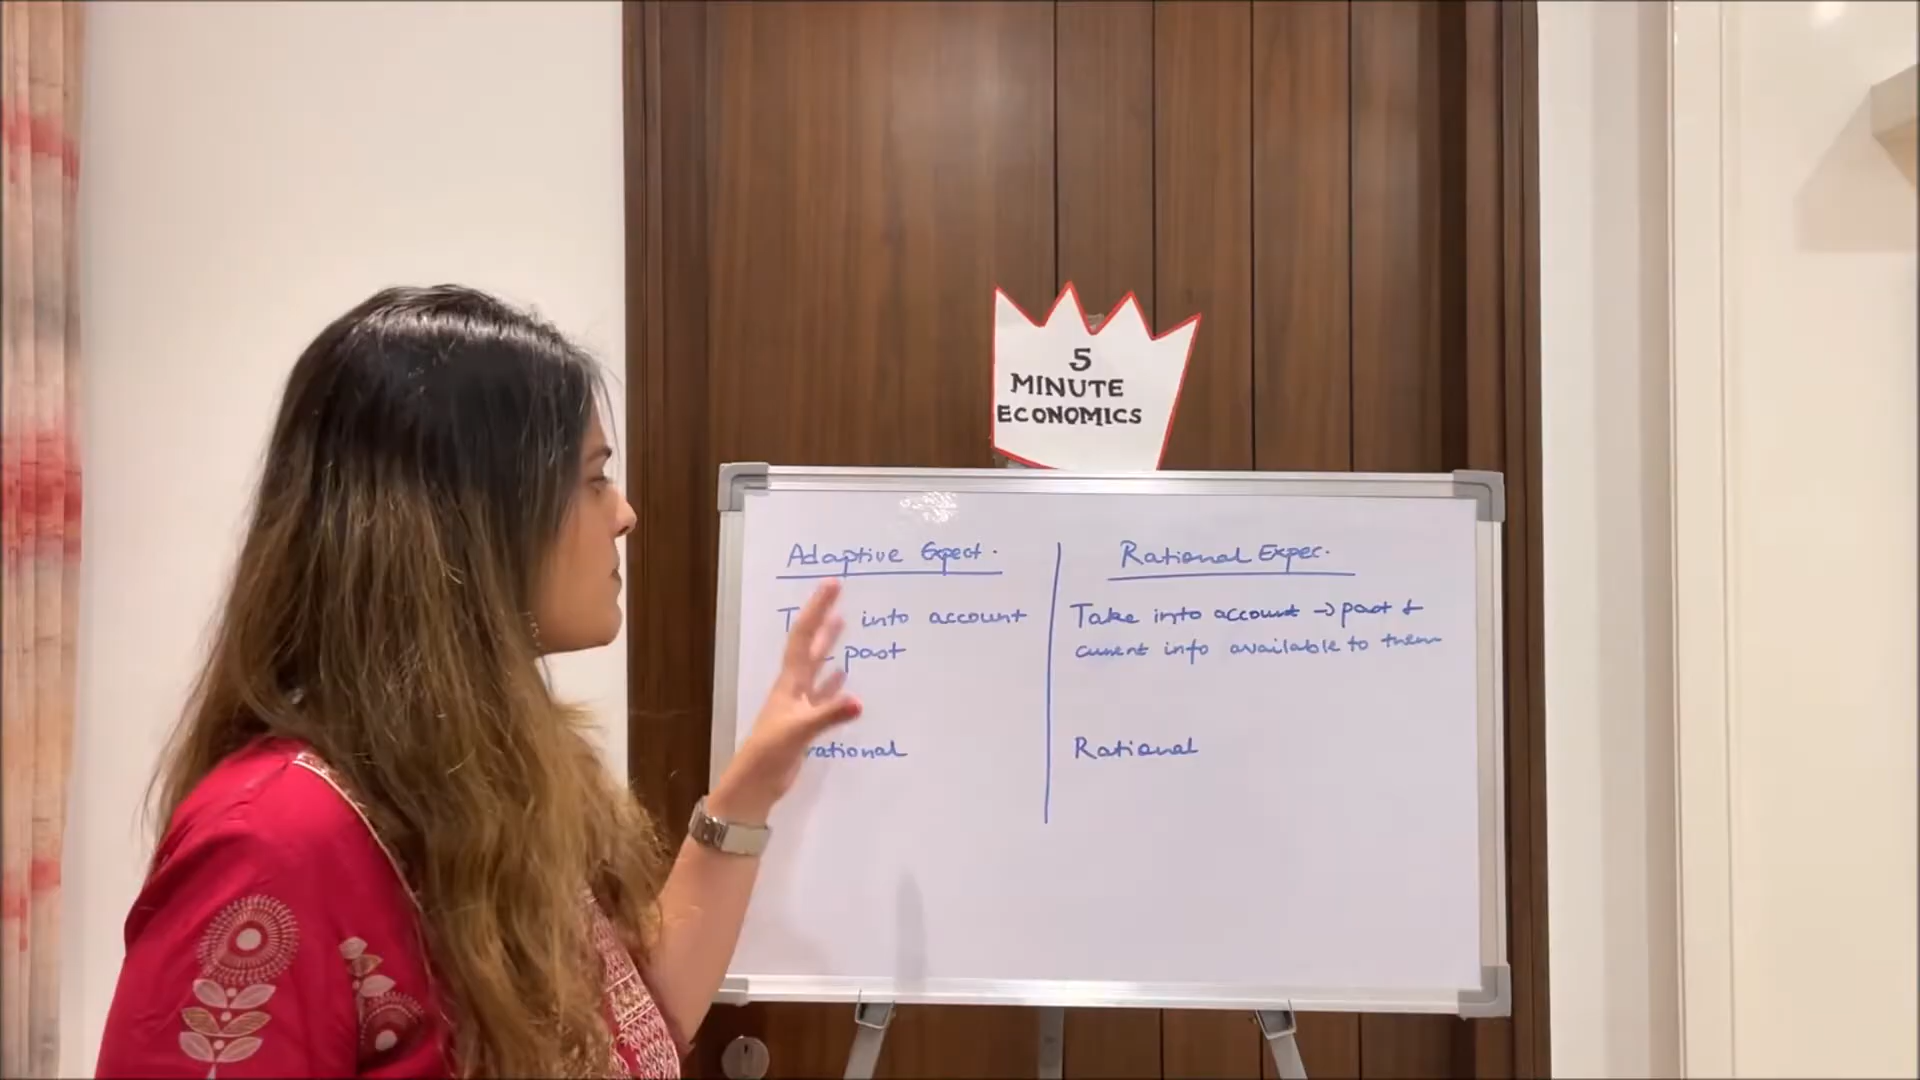 5
MINUTE
ECONOMICS
Adaptive Expect.
into account
past
rational
Rational Expec.
Take into account → past &
current info available to them
Rational